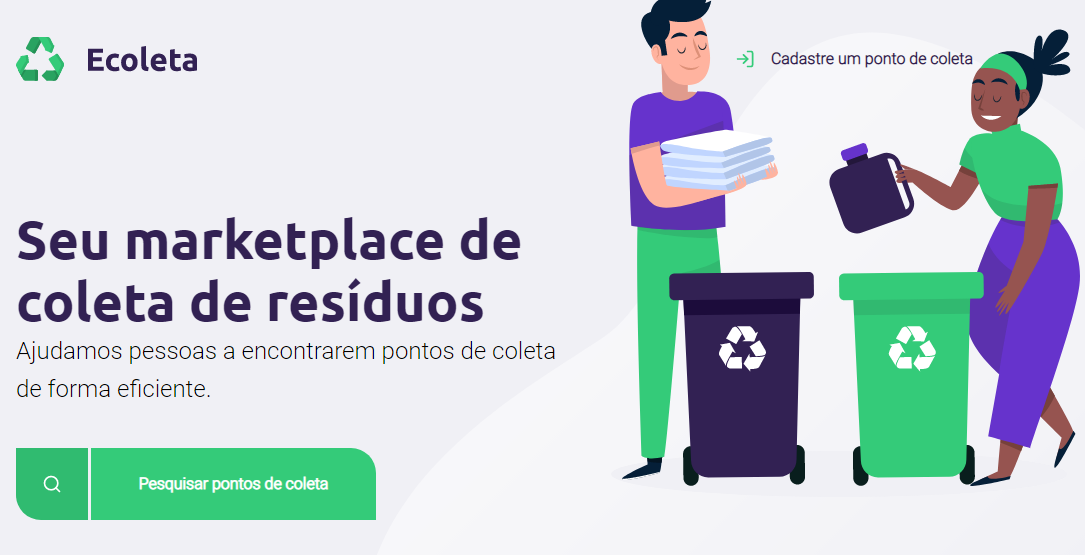 Ecoleta
Cadastre um ponto de coleta
Seu marketplace de
coleta de resíduos
Ajudamos pessoas a encontrarem pontos de coleta
de forma eficiente.
Pesquisar pontos de coleta